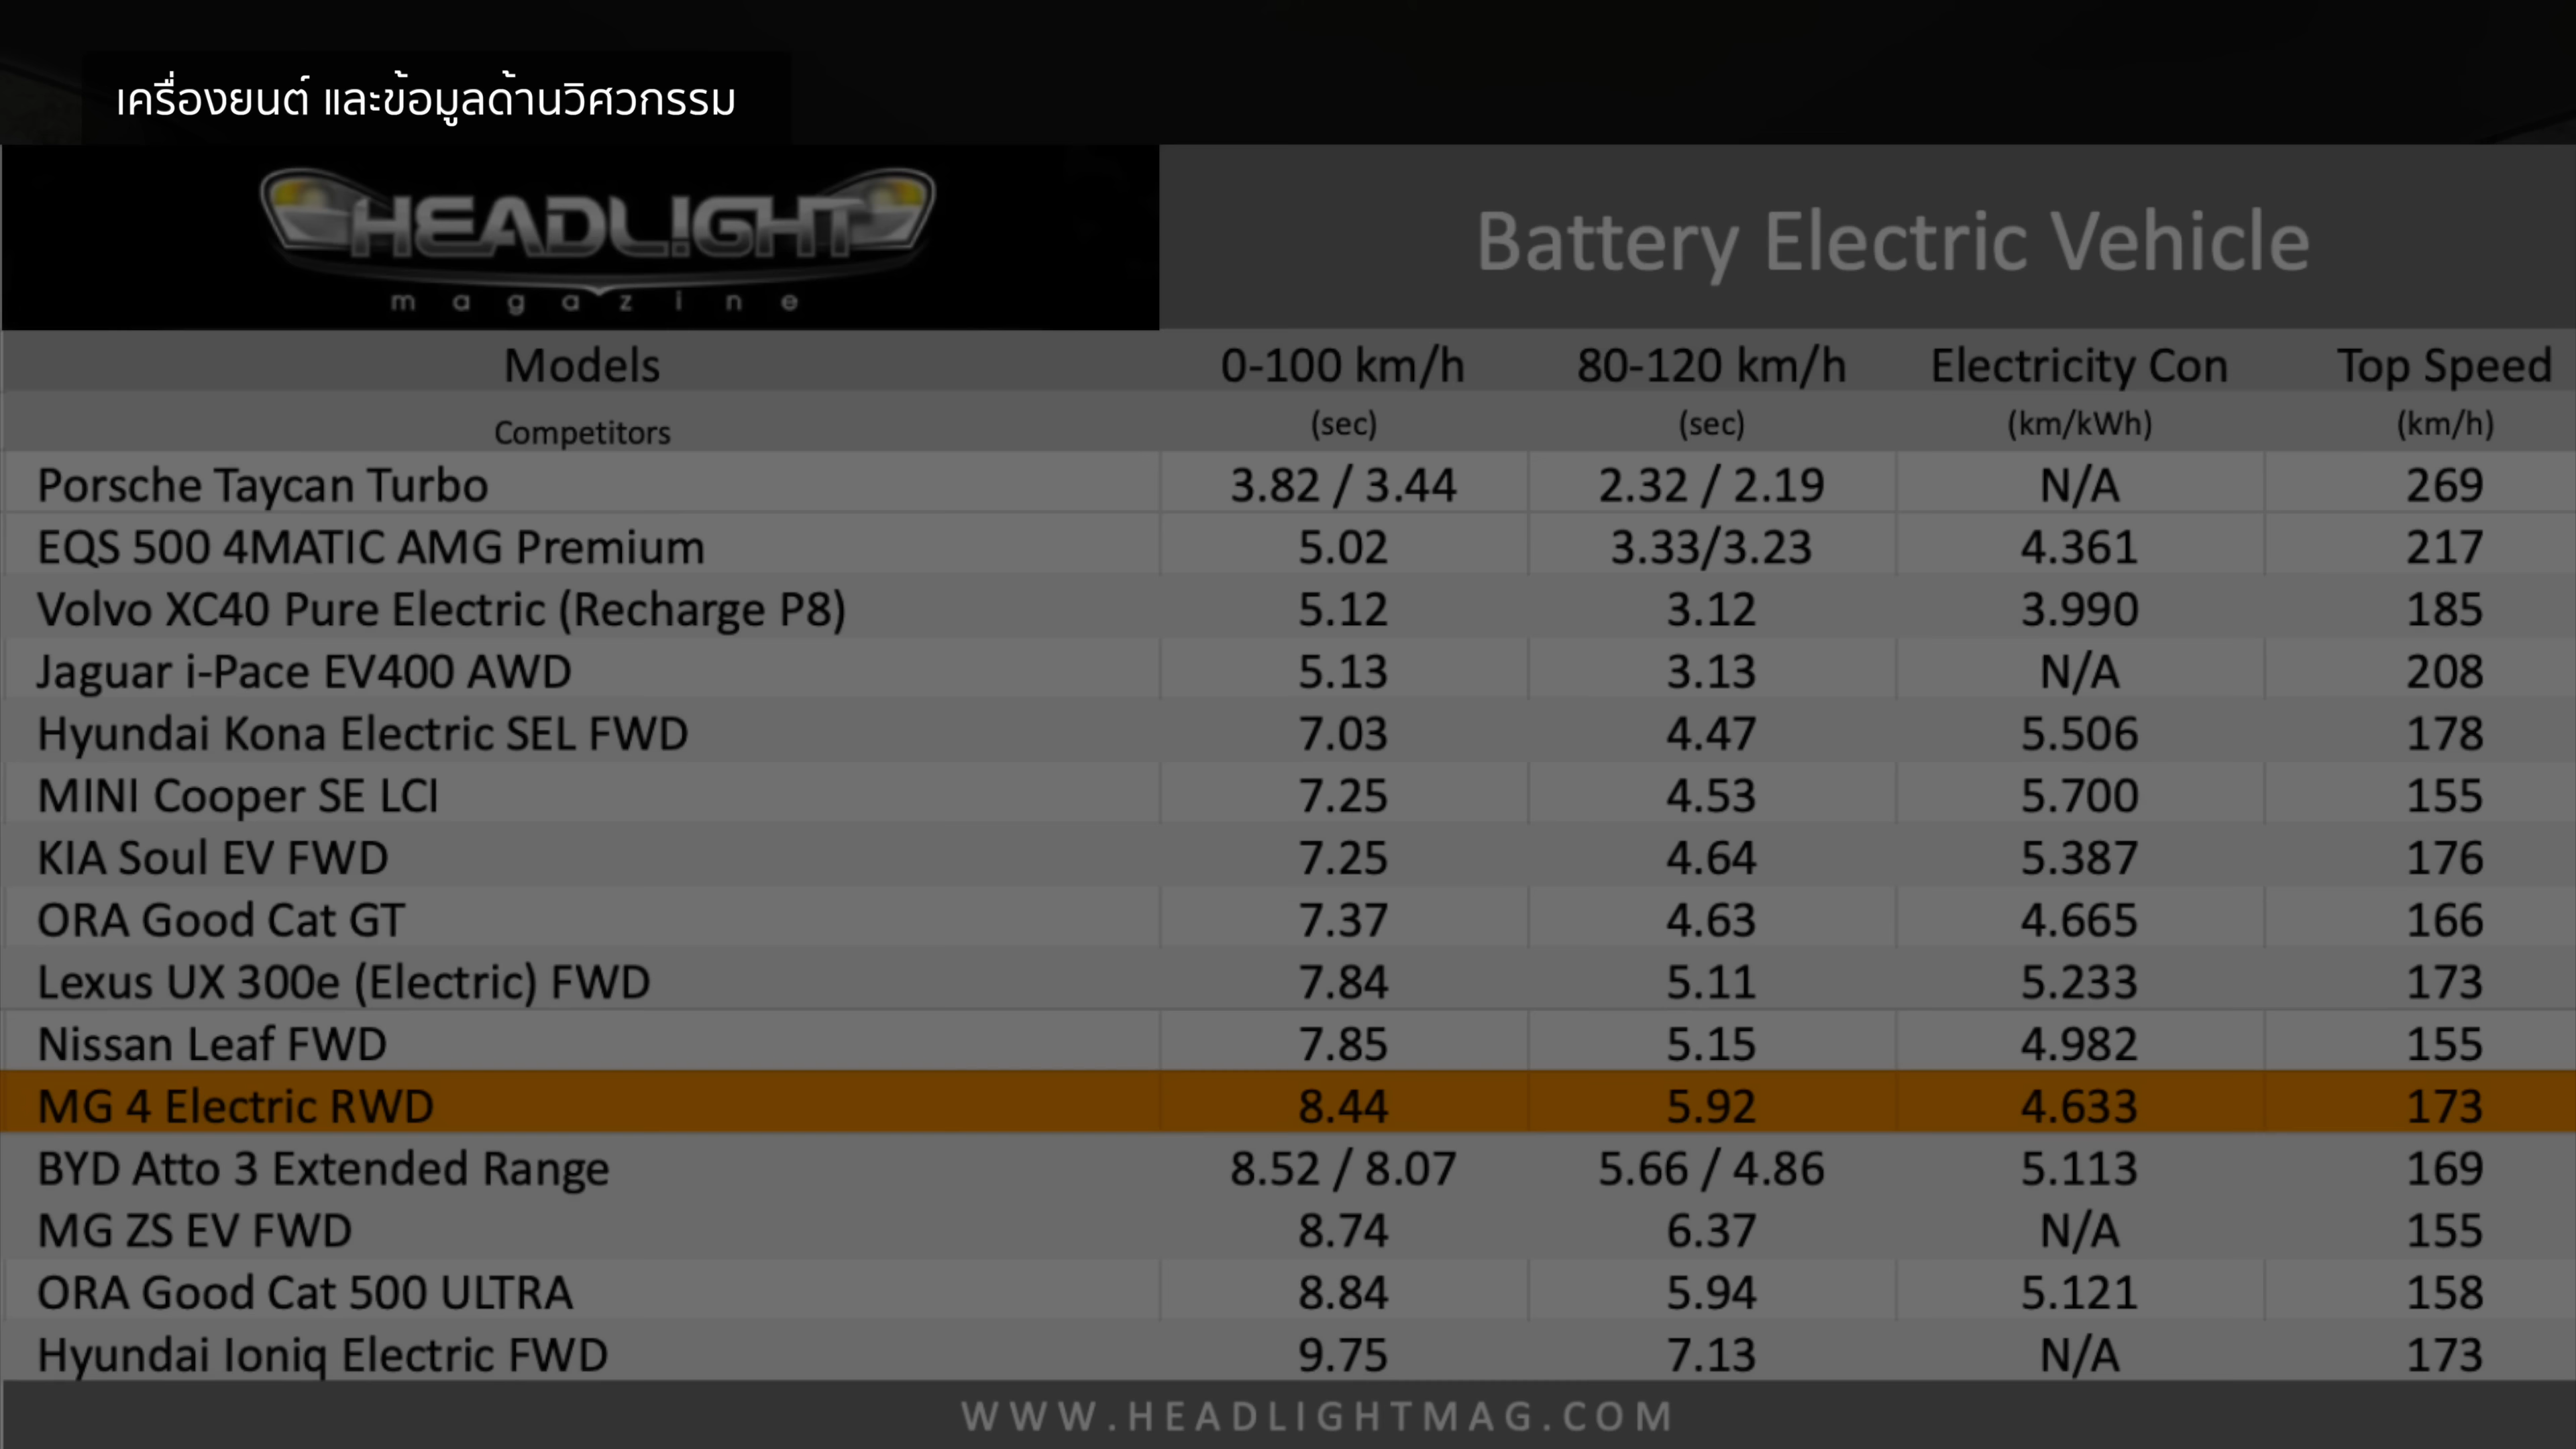 เครื่องยนต์ และข้อมูลด้านวิศวกรรม
HEADL!GHT
magazine
Battery Electric Vehicle
Models 0-100 km/h 80-120 km/h Electricity Con Top Speed
Competitors (sec) (sec) (km/kWh) (km/h)
Porsche Taycan Turbo 3.82 / 3.44 2.32 / 2.19 N/A 269
EQS 500 4MATIC AMG Premium 5.02 3.33/3.23 4.361 217
Volvo XC40 Pure Electric (Recharge P8) 5.12 3.12 3.990 185
Jaguar i-Pace EV400 AWD 5.13 3.13 N/A 208
Hyundai Kona Electric SEL FWD 7.03 4.47 5.506 178
MINI Cooper SE LCI 7.25 4.53 5.700 155
KIA Soul EV FWD 7.25 4.64 5.387 176
ORA Good Cat GT 7.37 4.63 4.665 166
Lexus UX 300e (Electric) FWD 7.84 5.11 5.233 173
Nissan Leaf FWD 7.85 5.15 4.982 155
MG 4 Electric RWD 8.44 5.92 4.633 173
BYD Atto 3 Extended Range 8.52 / 8.07 5.66 / 4.86 5.113 169
MG ZS EV FWD 8.74 6.37 N/A 155
ORA Good Cat 500 ULTRA 8.84 5.94 5.121 158
Hyundai Ioniq Electric FWD 9.75 7.13 N/A 173
WWW.HEADLIGHTMAG.COM